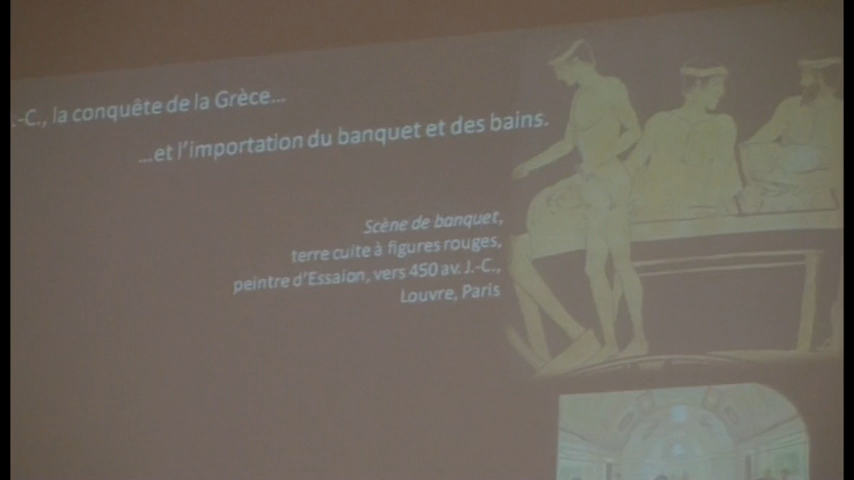 .-C., la conquête de la Grèce...
...et l'importation du banquet et des bains.
Scène de banquet,
terre cuite à figures rouges,
peintre d'Essaion, vers 450 av. J.-C.,
Louvre, Paris